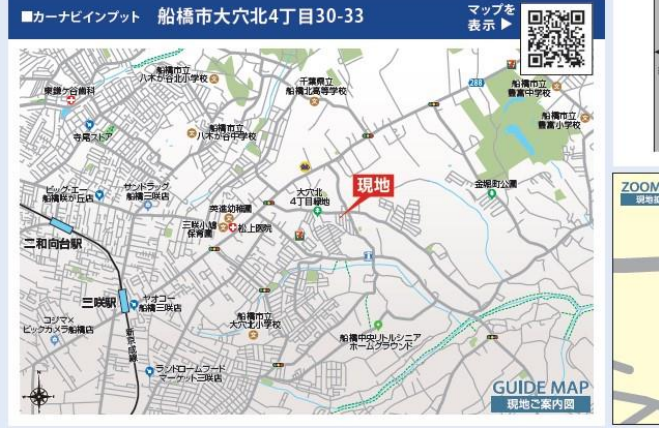 ■カーナビインプット 船橋市大穴北4丁目30-33
マップを
表示▶
船橋市立
八木が谷北小学校
千葉県立
船橋北高等学校
288
船橋市立
豊富中学校
東鎌ケ谷歯科
船橋市立
豊富小学校
寺尾ストア
船橋市立
八木が谷中学校
ビッグ・エー
船橋咲が丘店
サンドラッグ
船橋三咲店
大穴北
4丁目緑地
現地
金堀町公園
英進幼稚園
三咲小鳩
保育園
松上医院
二和向台駅
三咲駅
ヤオコー
船橋三咲店
コジマ×
ビックカメラ船橋店
船橋市立
大穴北小学校
船橋中央リトルシニア
ホームグラウンド
ランドロームフード
マーケット三咲店
GUIDE MAP
現地ご案内図
ZOOM